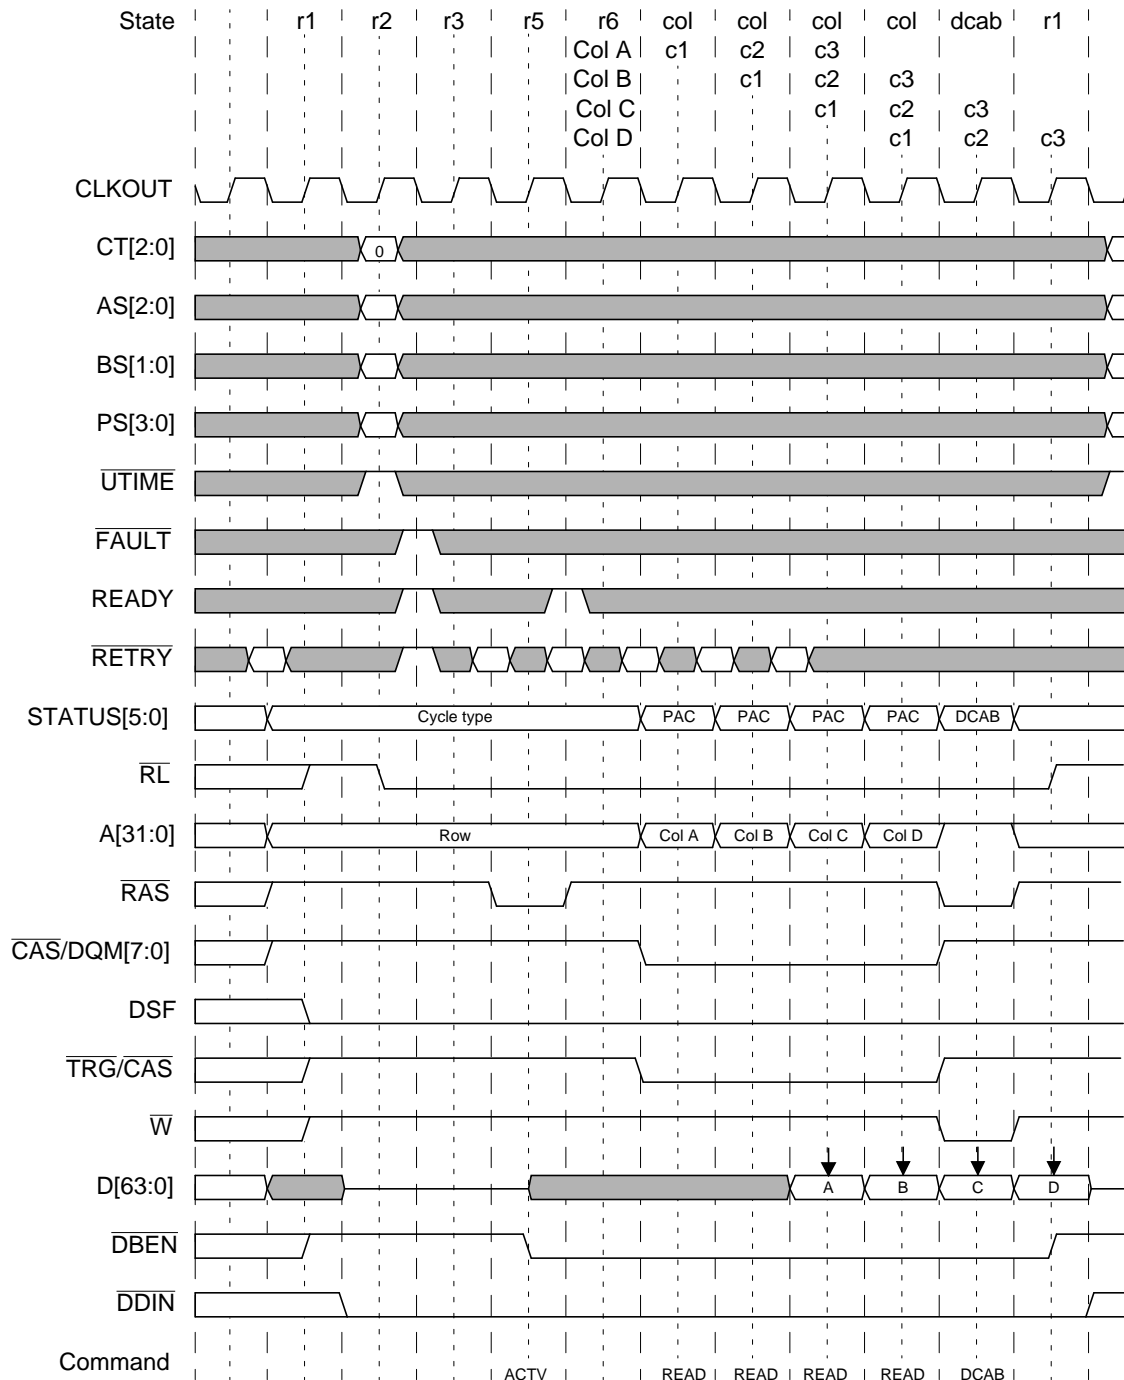 State r1 r2 r3 r5 r6 col col col col dcab r1
Col A c1 c2 c3
Col B c1 c2 c3
Col C c1 c2 c3
Col D c1 c2 c3
CLKOUT
CT[2:0] 0
AS[2:0]
BS[1:0]
PS[3:0]
UTIME
FAULT
READY
RETRY
STATUS[5:0] Cycle type PAC PAC PAC PAC DCAB
RL
A[31:0] Row Col A Col B Col C Col D
RAS
CAS/DQM[7:0]
DSF
TRG/CAS
W
D[63:0] A B C D
DBEN
DDIN
Command ACTV READ READ READ READ DCAB